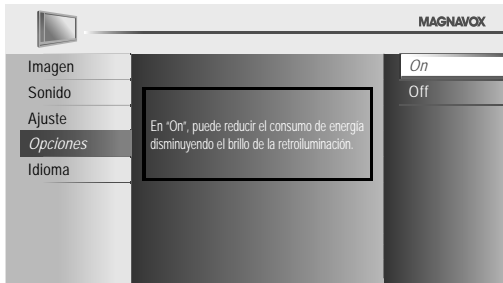 MAGNAVOX
Imagen
Sonido
Ajuste
Opciones
Idioma
En “On”, puede reducir el consumo de energía
disminuyendo el brillo de la retroiluminación.
On
Off